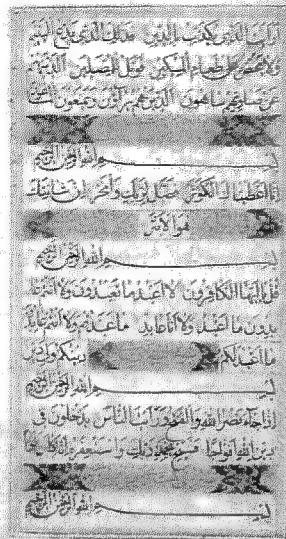 أرأيت الذي يكذب بالدين فذلك الذي يدع اليتيم
ولا يحض على طعام المسكين فويل للمصلين الذين هم
عن صلاتهم ساهون الذين هم يراؤن ويمنعون الماعون
بسم الله الرحمن الرحيم
إنا أعطيناك الكوثر فصل لربك وانحر إن شانئك
هو الأبتر
بسم الله الرحمن الرحيم
قل يا أيها الكافرون لا أعبد ما تعبدون ولا أنتم عا
بدون ما أعبد ولا أنا عابد ما عبدتم ولا أنتم عابدو
ما أعبد لكم دينكم ولي دين
بسم الله الرحمن الرحيم
إذا جاء نصر الله والفتح ورأيت الناس يدخلون في
دين الله أفواجا فسبح بحمد ربك واستغفره إنه كان توابا
بسم الله الرحمن الرحيم